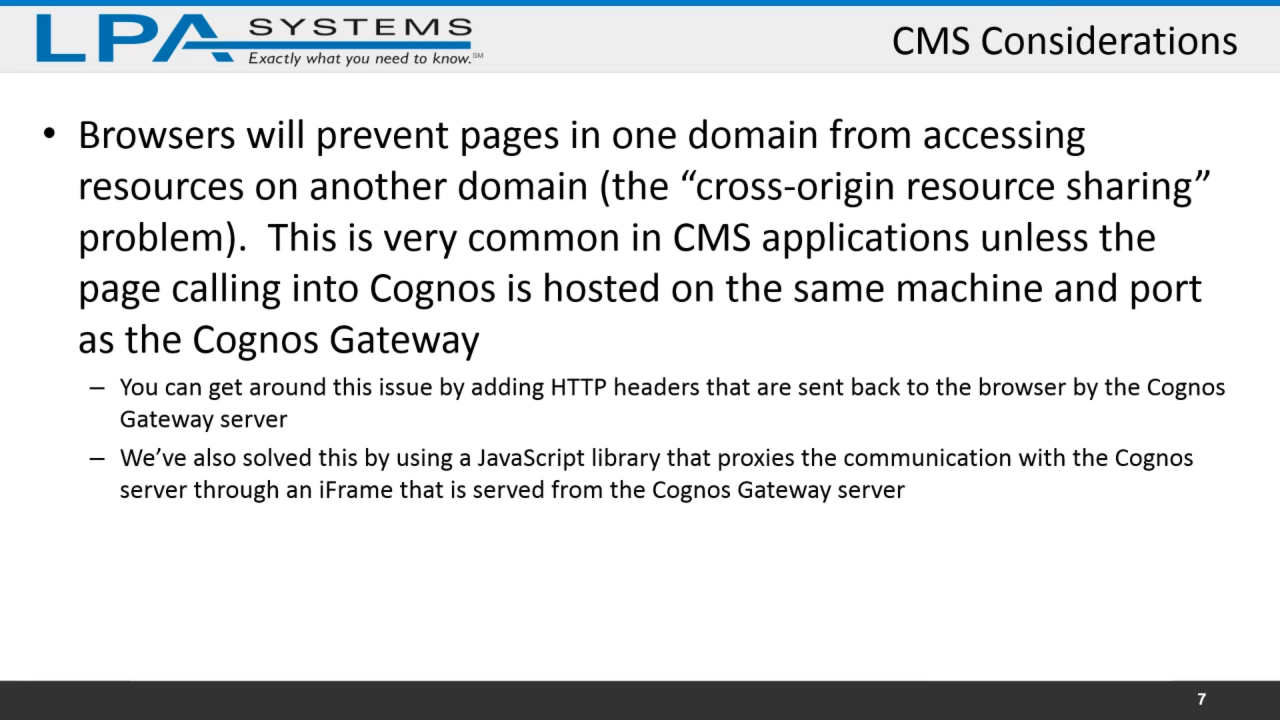 LPA SYSTEMS
Exactly what you need to know.℠
CMS Considerations
• Browsers will prevent pages in one domain from accessing
resources on another domain (the “cross-origin resource sharing”
problem).  This is very common in CMS applications unless the
page calling into Cognos is hosted on the same machine and port
as the Cognos Gateway
– You can get around this issue by adding HTTP headers that are sent back to the browser by the Cognos
Gateway server
– We’ve also solved this by using a JavaScript library that proxies the communication with the Cognos
server through an iFrame that is served from the Cognos Gateway server
7